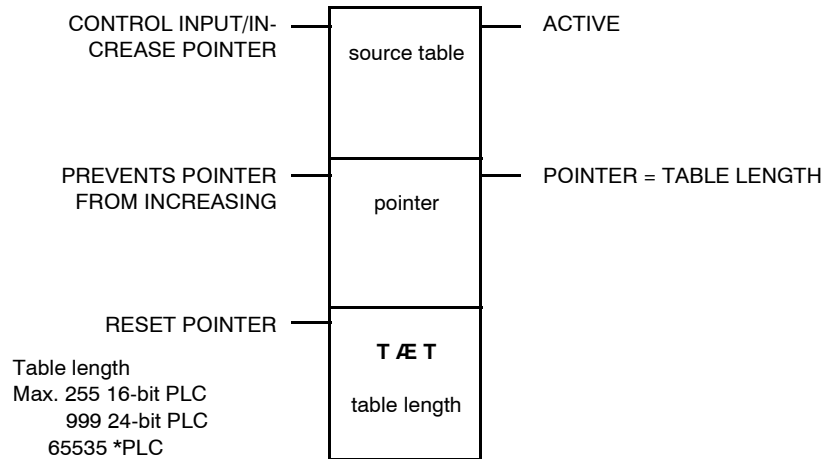 CONTROL INPUT/IN-
CREASE POINTER
source table
ACTIVE
PREVENTS POINTER
FROM INCREASING
pointer
POINTER = TABLE LENGTH
RESET POINTER
T Æ T
table length
Table length
Max. 255 16-bit PLC
999 24-bit PLC
65535 *PLC